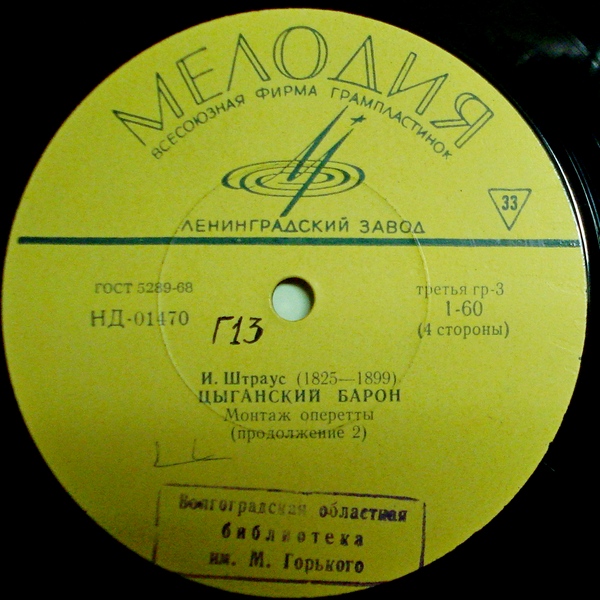 МЕЛОДИЯ
ВСЕСОЮЗНАЯ ФИРМА ГРАМПЛАСТИНОК
33
ЛЕНИНГРАДСКИЙ ЗАВОД
ГОСТ 5289-68
НД-01470
Г13
третья гр-3
1-60
(4 стороны)
И. Штраус (1825—1899)
ЦЫГАНСКИЙ БАРОН
Монтаж оперетты
(продолжение 2)
Волгоградская областная
библиотека
им. М. Горького